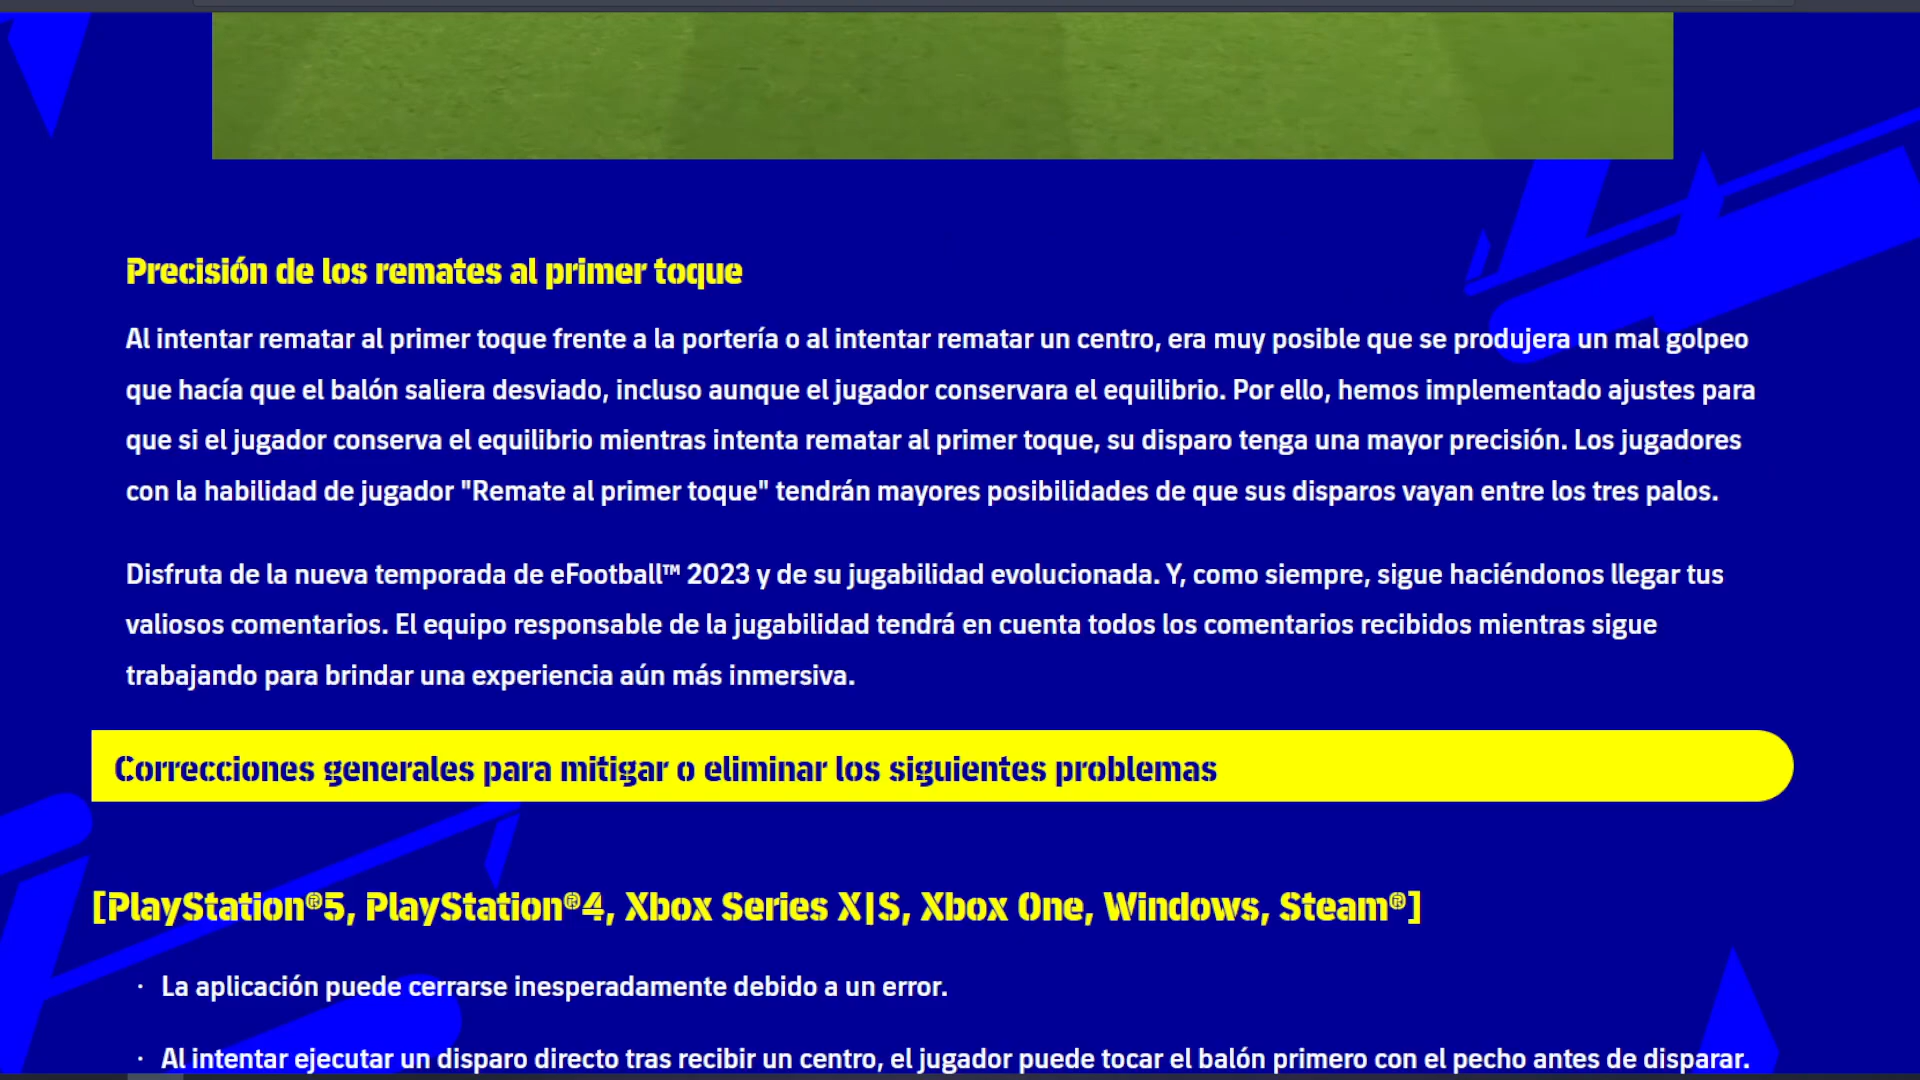 Precisión de los remates al primer toque
Al intentar rematar al primer toque frente a la portería o al intentar rematar un centro, era muy posible que se produjera un mal golpeo
que hacía que el balón saliera desviado, incluso aunque el jugador conservara el equilibrio. Por ello, hemos implementado ajustes para
que si el jugador conserva el equilibrio mientras intenta rematar al primer toque, su disparo tenga una mayor precisión. Los jugadores
con la habilidad de jugador "Remate al primer toque" tendrán mayores posibilidades de que sus disparos vayan entre los tres palos.
Disfruta de la nueva temporada de eFootball™ 2023 y de su jugabilidad evolucionada. Y, como siempre, sigue haciéndonos llegar tus
valiosos comentarios. El equipo responsable de la jugabilidad tendrá en cuenta todos los comentarios recibidos mientras sigue
trabajando para brindar una experiencia aún más inmersiva.
Correcciones generales para mitigar o eliminar los siguientes problemas
[PlayStation®5, PlayStation®4, Xbox Series X|S, Xbox One, Windows, Steam®]
· La aplicación puede cerrarse inesperadamente debido a un error.
· Al intentar ejecutar un disparo directo tras recibir un centro, el jugador puede tocar el balón primero con el pecho antes de disparar.